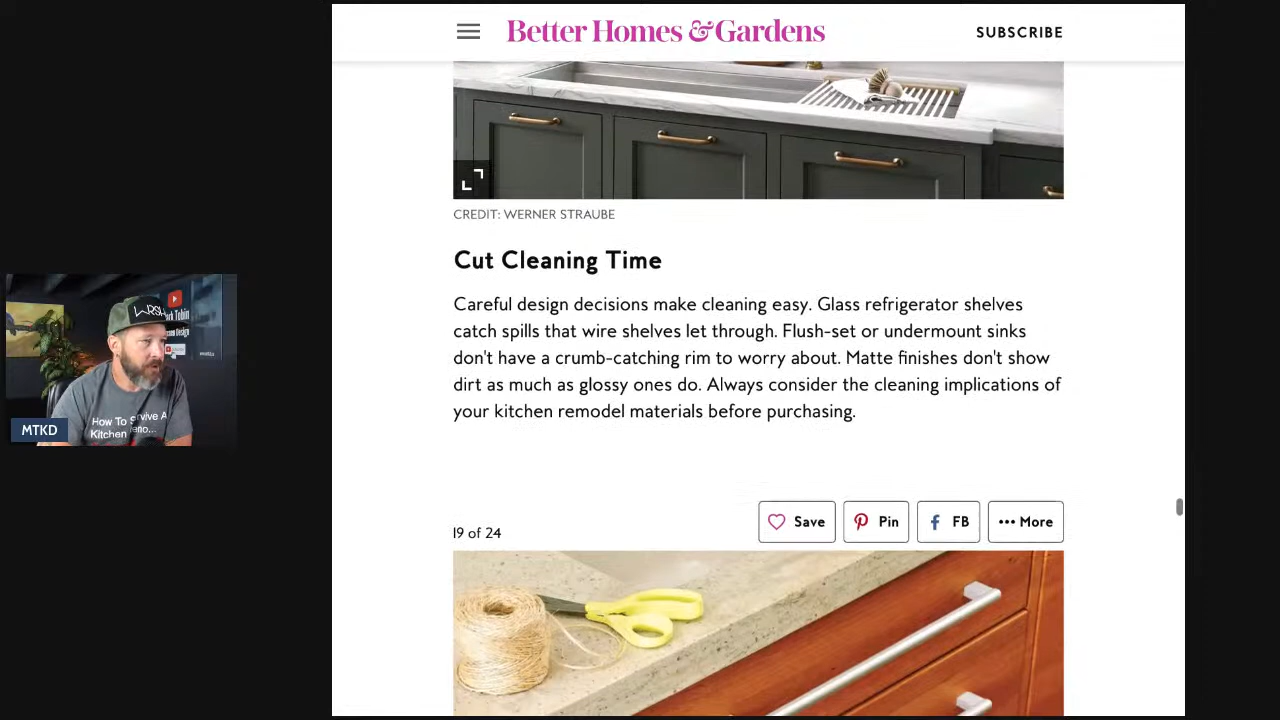 Better Homes & Gardens
SUBSCRIBE
CREDIT: WERNER STRAUBE
Cut Cleaning Time
Careful design decisions make cleaning easy. Glass refrigerator shelves
catch spills that wire shelves let through. Flush-set or undermount sinks
don't have a crumb-catching rim to worry about. Matte finishes don't show
dirt as much as glossy ones do. Always consider the cleaning implications of
your kitchen remodel materials before purchasing.
19 of 24
Save
Pin
FB
More
How To
Kitchen
MTKD